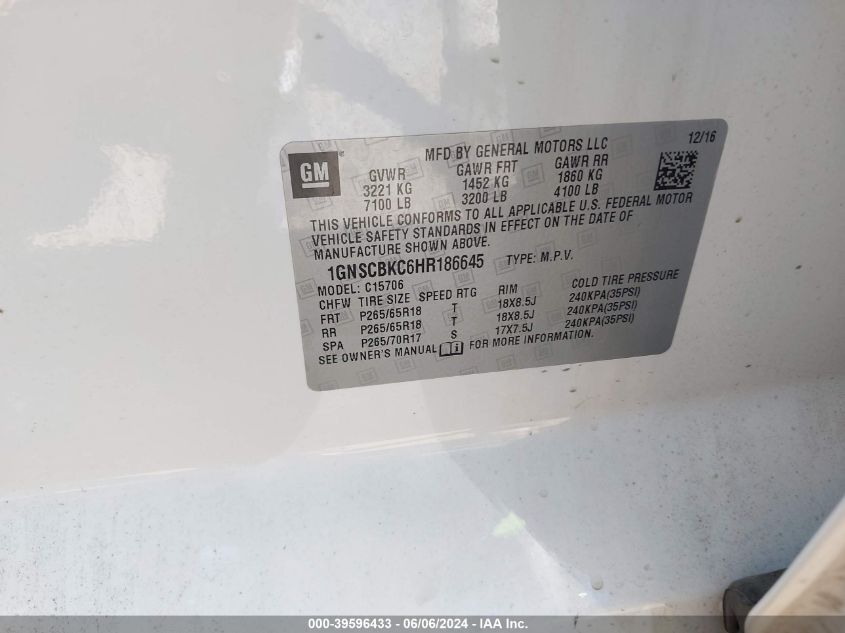 12/16
MFD BY GENERAL MOTORS LLC
GM
GVWR GAWR FRT GAWR RR
3221 KG 1452 KG 1860 KG
7100 LB 3200 LB 4100 LB
THIS VEHICLE CONFORMS TO ALL APPLICABLE U.S. FEDERAL MOTOR
VEHICLE SAFETY STANDARDS IN EFFECT ON THE DATE OF
MANUFACTURE SHOWN ABOVE.
1GNSCBKC6HR186645 TYPE: M.P.V.
MODEL: C15706
CHFW TIRE SIZE SPEED RTG RIM COLD TIRE PRESSURE
FRT P265/65R18 T 18X8.5J 240KPA(35PSI)
RR P265/65R18 T 18X8.5J 240KPA(35PSI)
SPA P265/70R17 S 17X7.5J 240KPA(35PSI)
SEE OWNER'S MANUAL FOR MORE INFORMATION.
000-39596433 - 06/06/2024 - IAA Inc.